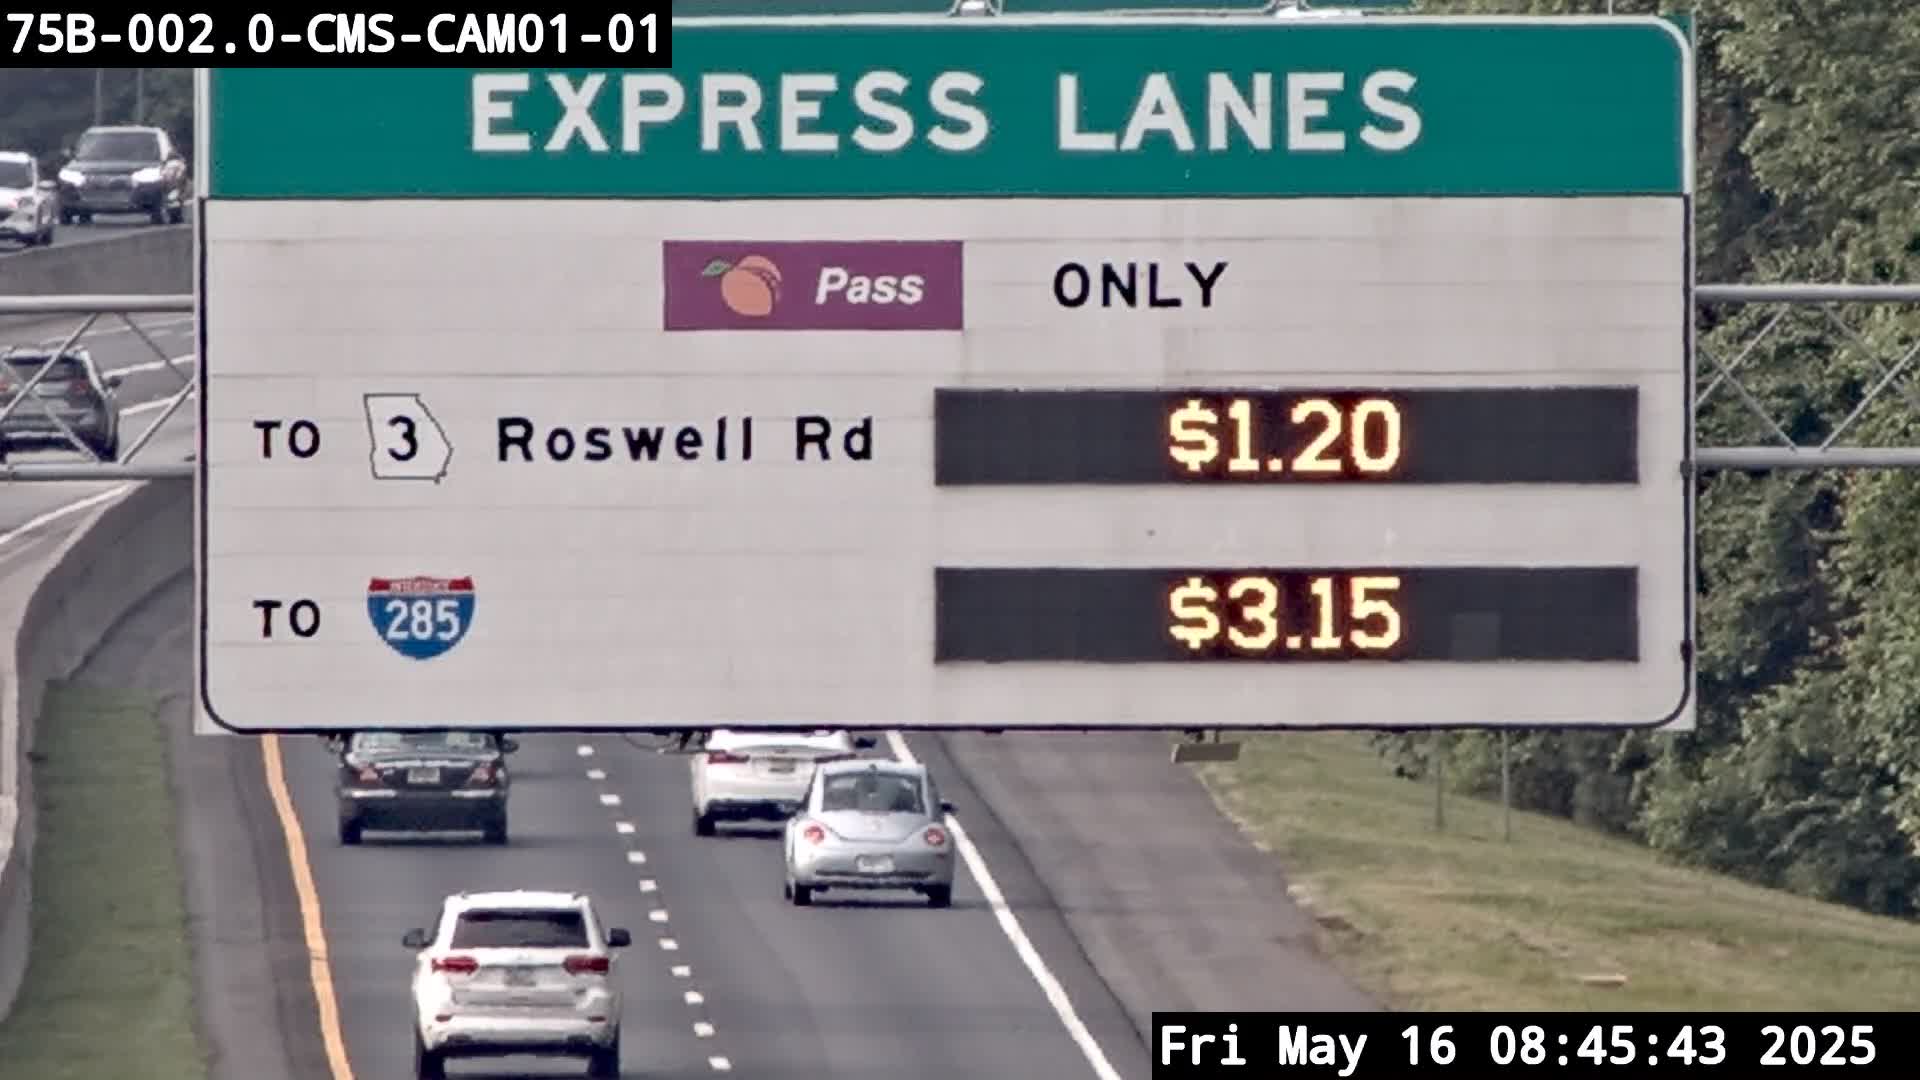 75B-002.0-CMS-CAM01-01
EXPRESS LANES
Pass ONLY
TO 3 Roswell Rd $1.20
INTERSTATE
TO 285 $3.15
Fri May 16 08:45:43 2025